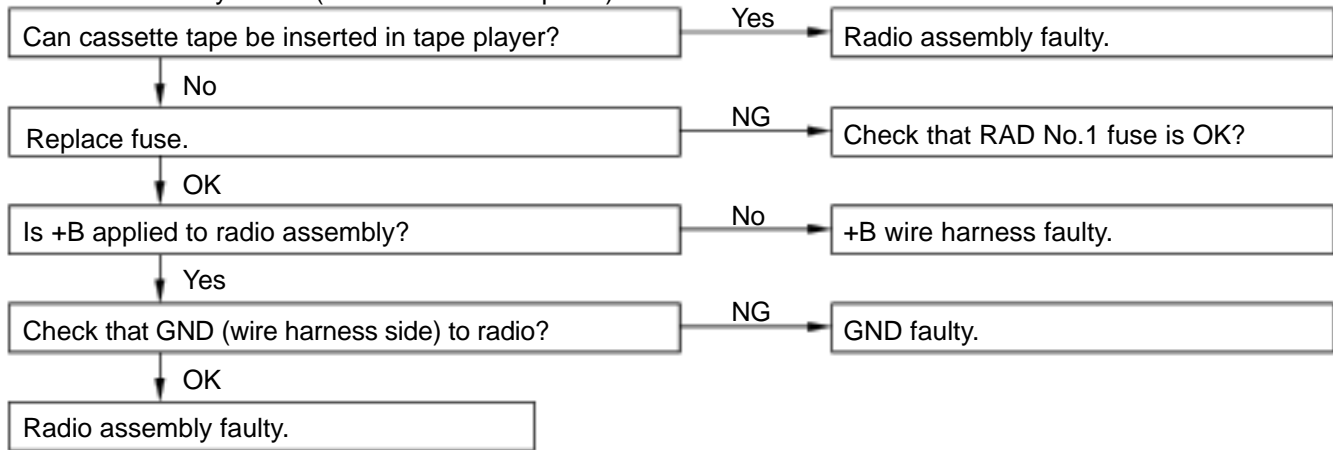 Can cassette tape be inserted in tape player?
Yes
Radio assembly faulty.
No
Replace fuse.
NG
Check that RAD No.1 fuse is OK?
OK
Is +B applied to radio assembly?
No
+B wire harness faulty.
Yes
Check that GND (wire harness side) to radio?
NG
GND faulty.
OK
Radio assembly faulty.